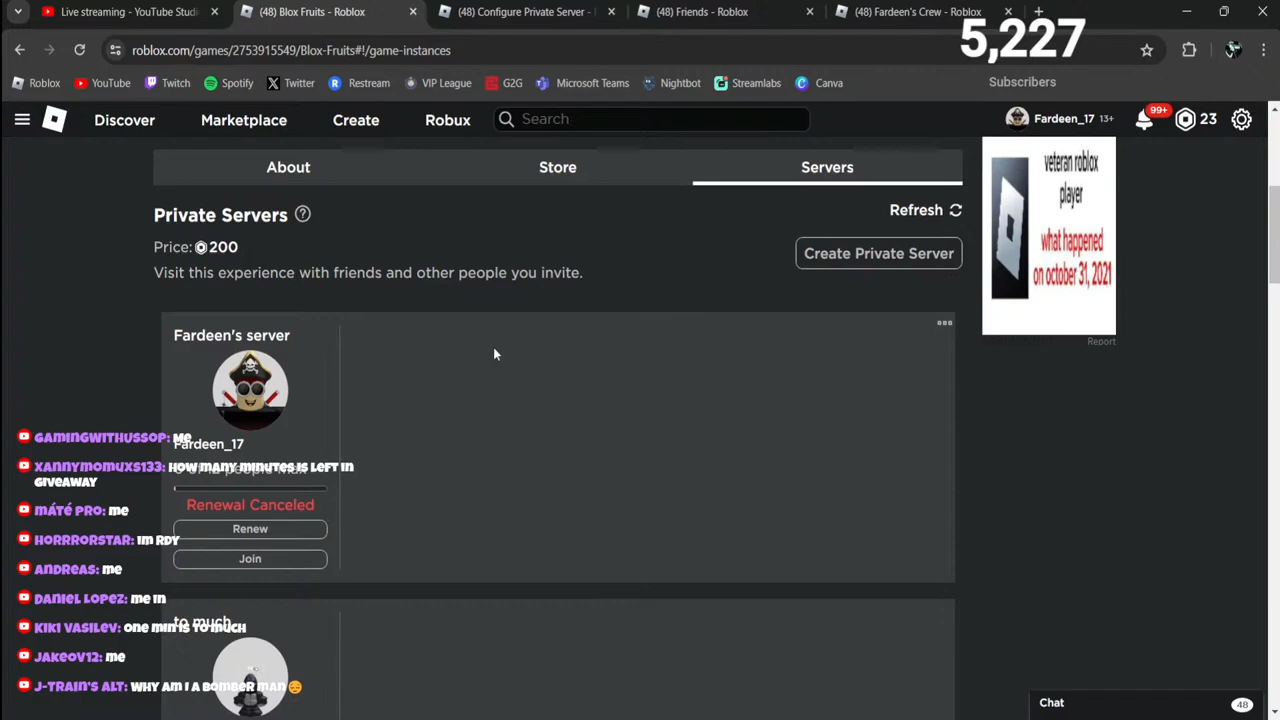 Live streaming - YouTube Studi
(48) Blox Fruits - Roblox
(48) Configure Private Server -
(48) Friends - Roblox
(48) Fardeen's Crew - Roblox
roblox.com/games/2753915549/Blox-Fruits#!/game-instances
5,227
Subscribers
Roblox
YouTube
Twitch
Spotify
Twitter
Restream
VIP League
G2G
Microsoft Teams
Nightbot
Streamlabs
Canva
Discover
Marketplace
Create
Robux
Search
Fardeen_17 13+
99+
23
About
Store
Servers
Private Servers
Refresh
Price: 200
Create Private Server
Visit this experience with friends and other people you invite.
veteran roblox
player
what happened
on october 31, 2021
Report
Fardeen's server
Fardeen_17
Renewal Canceled
Renew
Join
to much
GamingwithUssop: me
xannymomuxs133: how many minutes is left in
giveaway
Máté Pro: me
Horrrorstar: im rdy
Andreas: me
Daniel Lopez: me in
Kiki Vasilev: one min is to much
Jakeov12: me
J-Train's Alt: why am i a bomber man😔
Chat
48